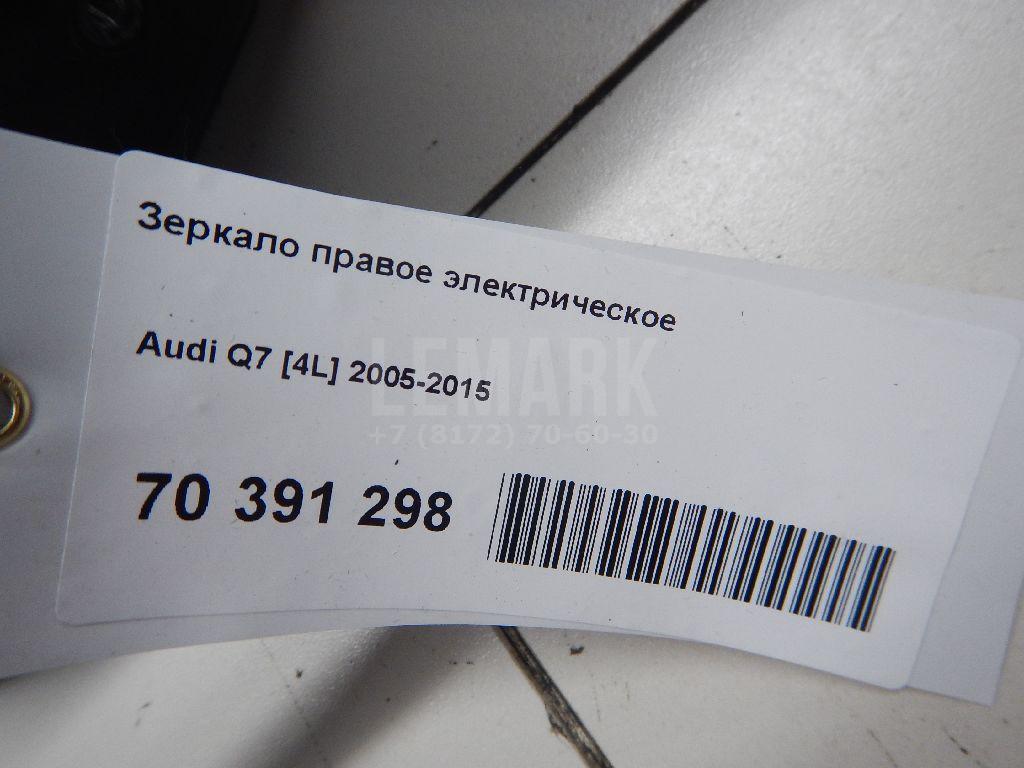 Зеркало правое электрическое
Audi Q7 [4L] 2005-2015
LEMARK
+7 (8172) 70-60-30
70 391 298